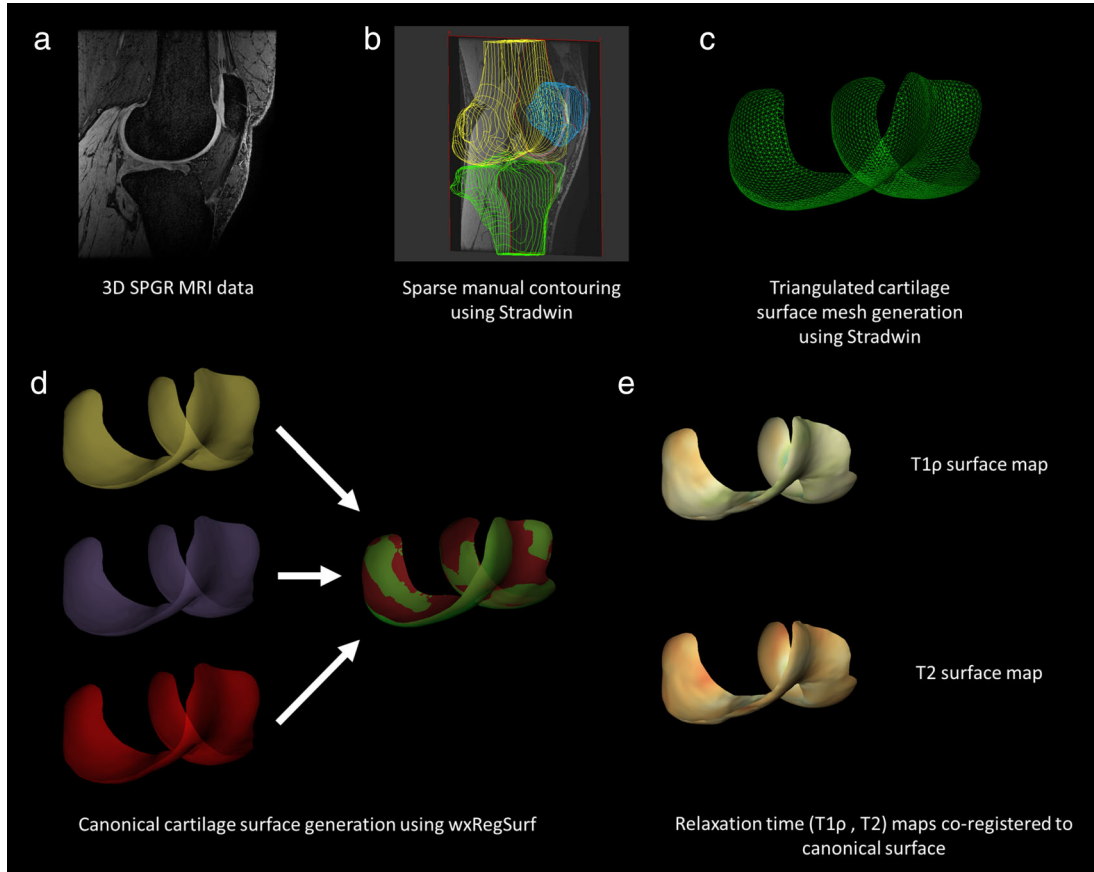 a
b
c
3D SPGR MRI data
Sparse manual contouring
using Stradwin
Triangulated cartilage
surface mesh generation
using Stradwin
d
e
T1ρ surface map
T2 surface map
Canonical cartilage surface generation using wxRegSurf
Relaxation time (T1ρ , T2) maps co-registered to
canonical surface